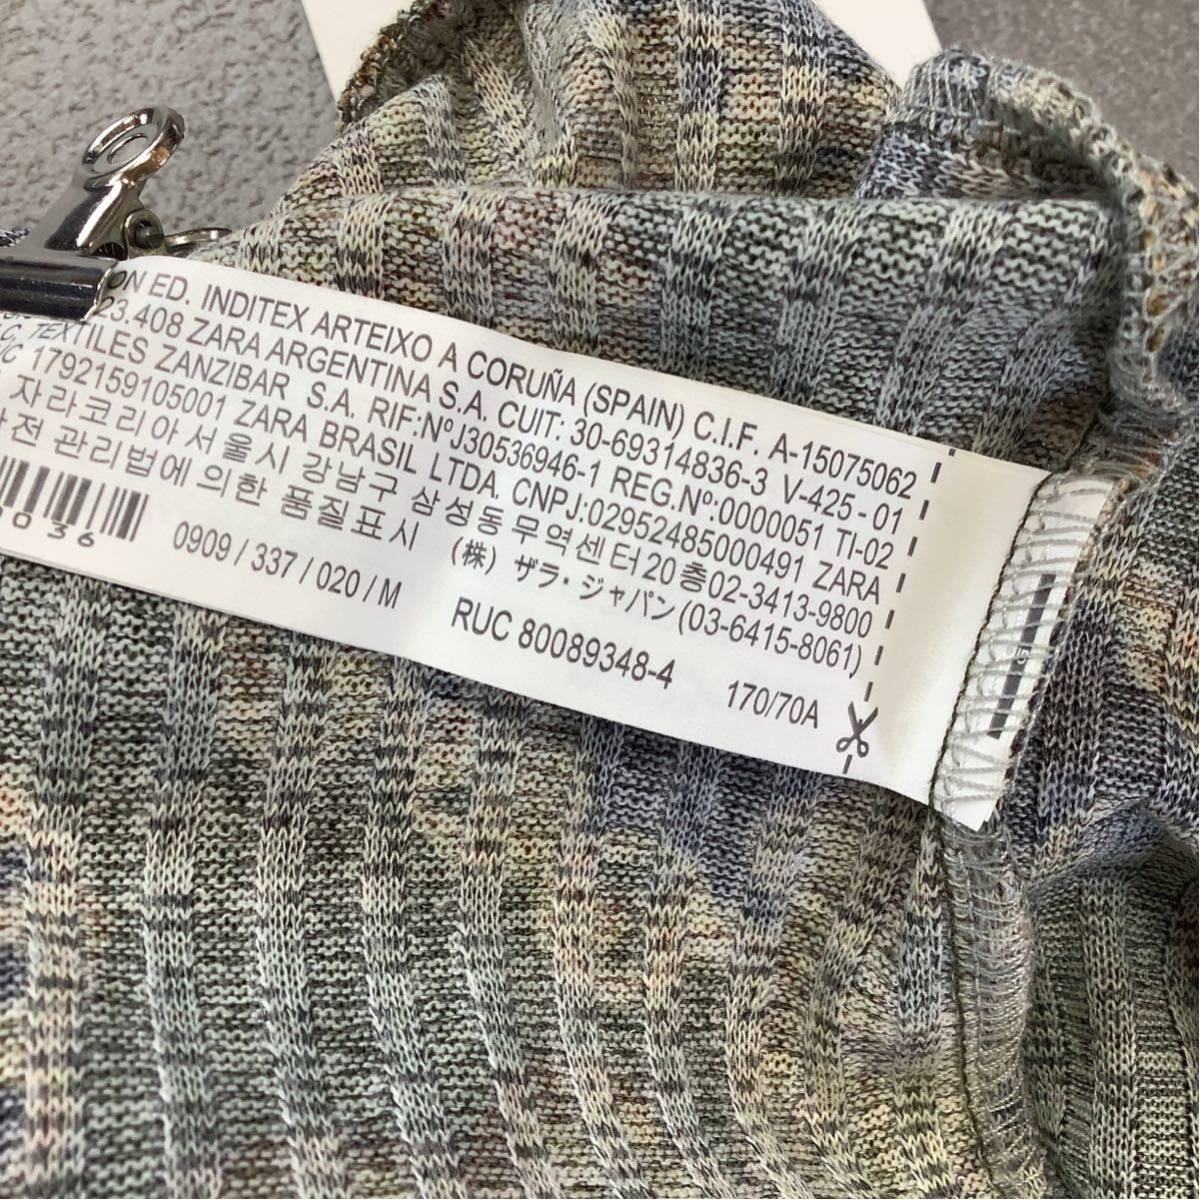 ON ED. INDITEX ARTEIXO A CORUÑA (SPAIN) C.I.F. A-15075062
23.408 ZARA ARGENTINA S.A. CUIT: 30-69314836-3 V-425-01
C, TEXTILES ZANZIBAR S.A. RIF:NºJ30536946-1 REG.Nº:0000051 TI-02
1792159105001 ZARA BRASIL LTDA. CNPJ:02952485000491 ZARA
자라코리아서울시 강남구 삼성동무역센터20층02-3413-9800
전 관리법에 의한 품질표시 (株) ザラ・ジャパン(03-6415-8061)
036
0909 / 337 / 020 / M
RUC 80089348-4
170/70A